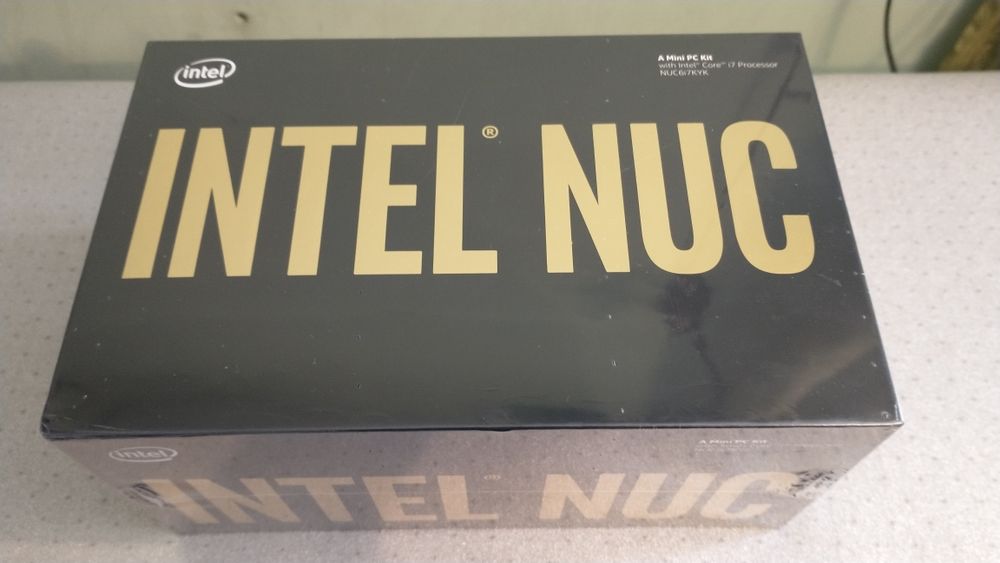 intel
A Mini PC Kit
with Intel® Core™ i7 Processor
NUC6i7KYK
INTEL® NUC
intel
A Mini PC Kit
INTEL® NUC